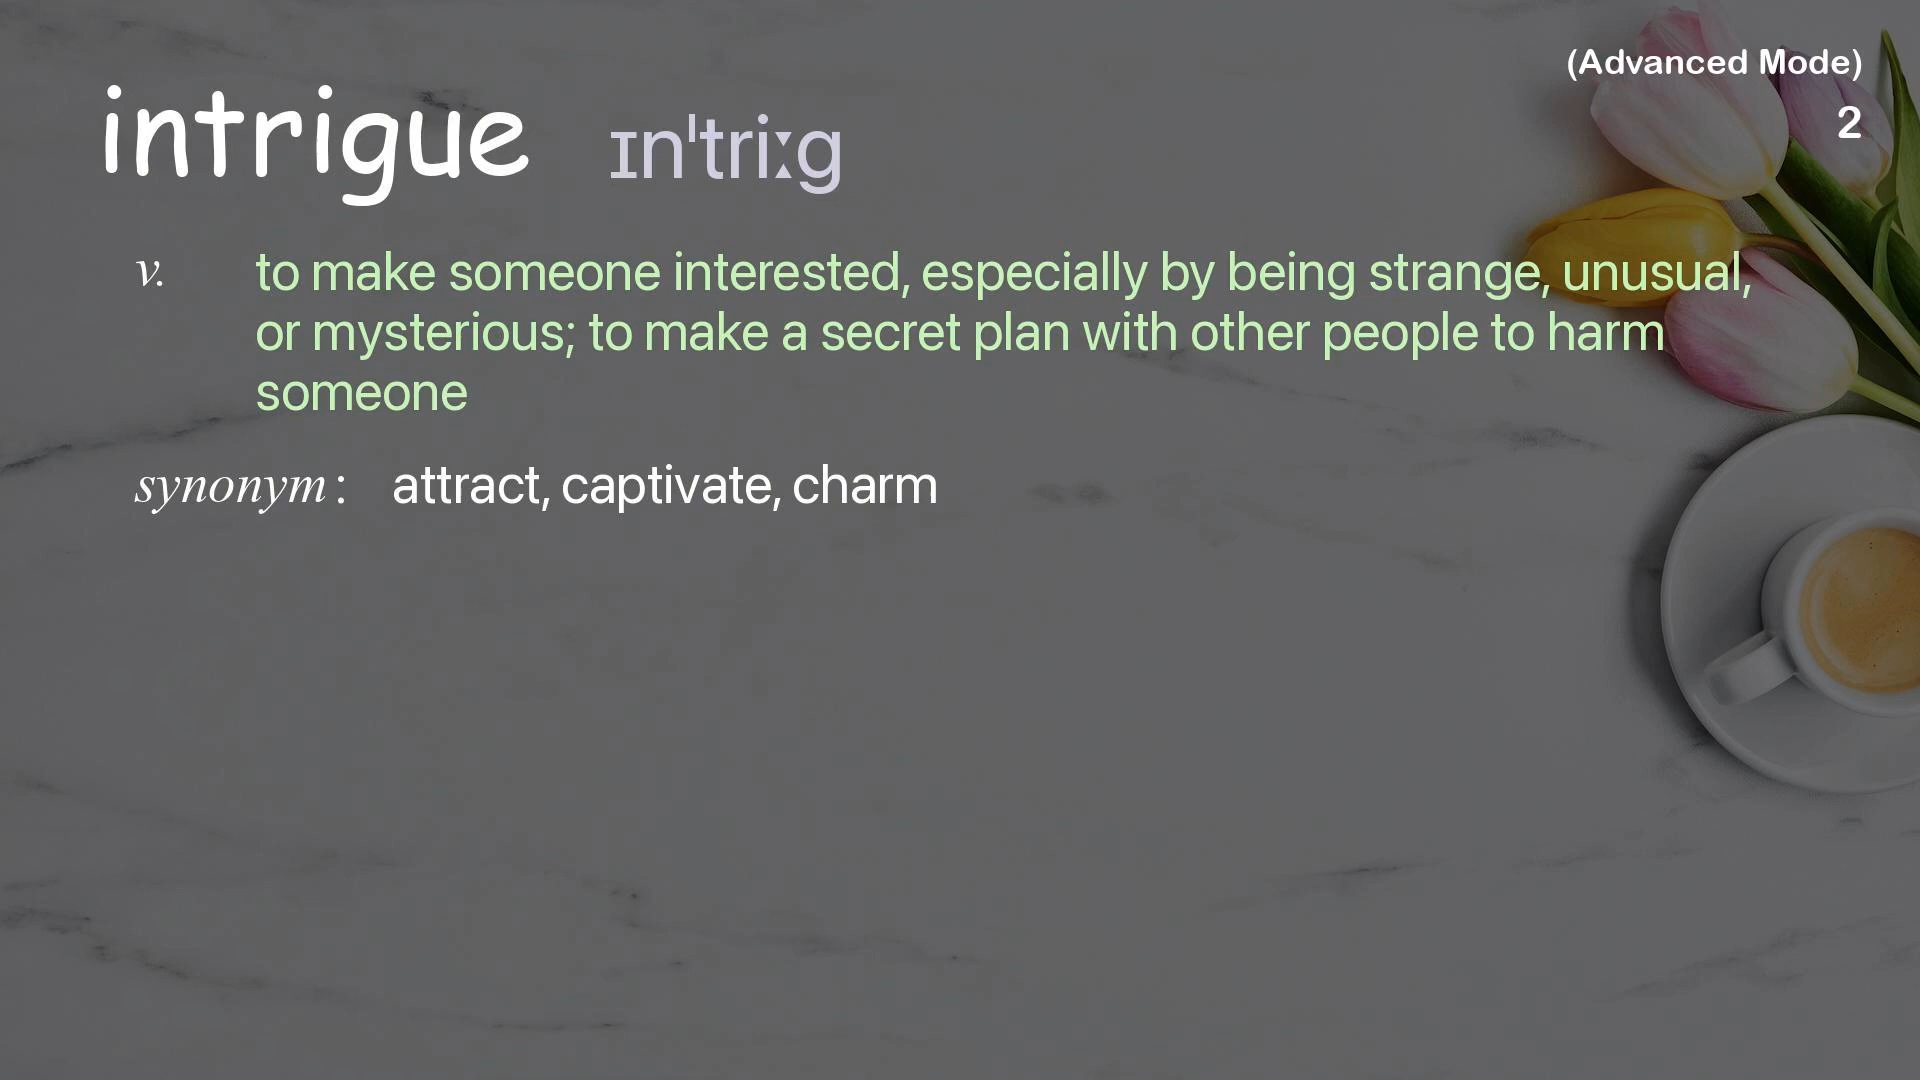 (Advanced Mode)
2
intrigue ɪnˈtriːg
v. to make someone interested, especially by being strange, unusual,
or mysterious; to make a secret plan with other people to harm
someone
synonym : attract, captivate, charm